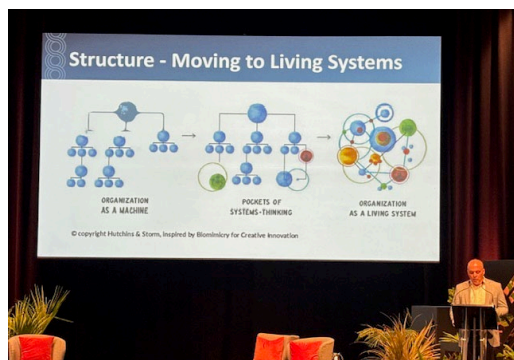 Structure - Moving to Living Systems
ORGANIZATION
AS A MACHINE
POCKETS OF
SYSTEMS-THINKING
ORGANIZATION
AS A LIVING SYSTEM
© copyright Hutchins & Storm, inspired by Biomimicry for Creative Innovation